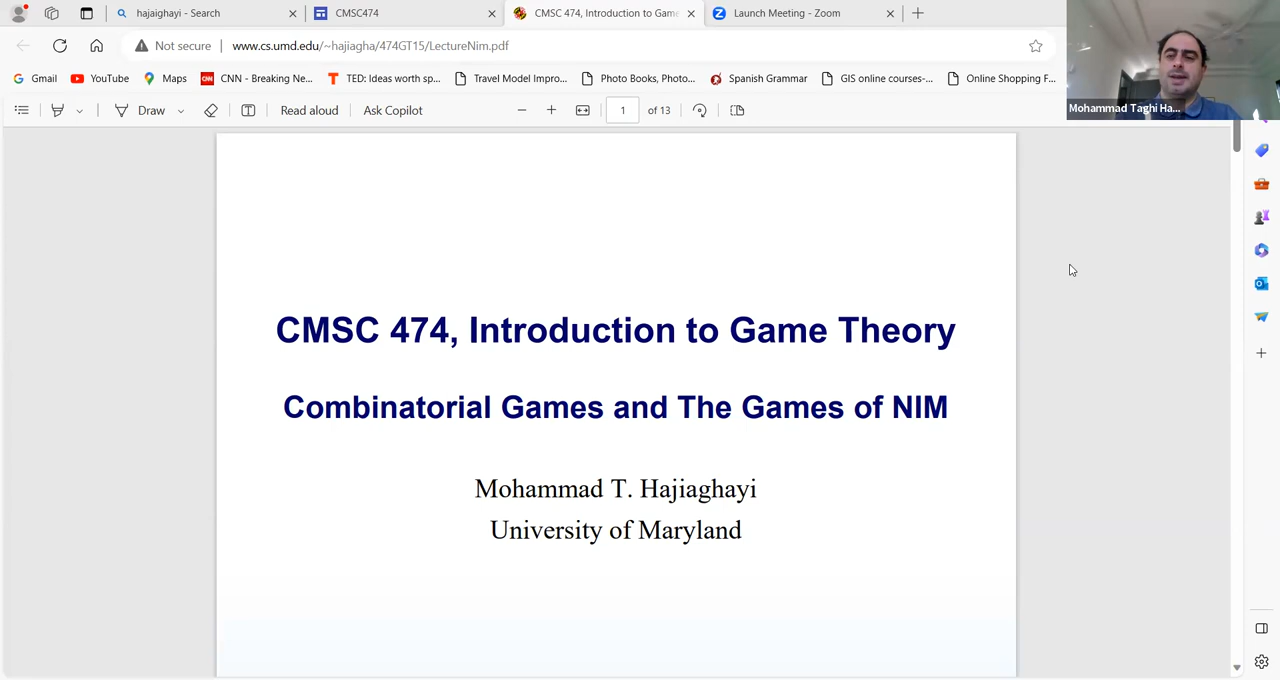 hajaighayi - Search
CMSC474
CMSC 474, Introduction to Game
Launch Meeting - Zoom
Not secure
www.cs.umd.edu/~hajiagha/474GT15/LectureNim.pdf
Gmail
YouTube
Maps
CNN
CNN - Breaking Ne...
TED: Ideas worth sp...
Travel Model Impro...
Photo Books, Photo...
Spanish Grammar
GIS online courses-...
Online Shopping F...
Draw
Read aloud
Ask Copilot
1
of 13
Mohammad Taghi Ha...
CMSC 474, Introduction to Game Theory
Combinatorial Games and The Games of NIM
Mohammad T. Hajiaghayi
University of Maryland